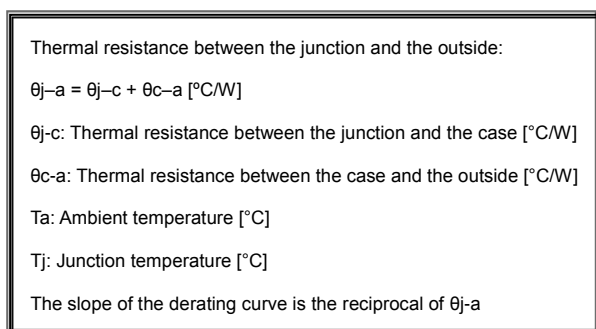 Thermal resistance between the junction and the outside:
θj–a = θj–c + θc–a [ºC/W]
θj-c: Thermal resistance between the junction and the case [°C/W]
θc-a: Thermal resistance between the case and the outside [°C/W]
Ta: Ambient temperature [°C]
Tj: Junction temperature [°C]
The slope of the derating curve is the reciprocal of θj-a